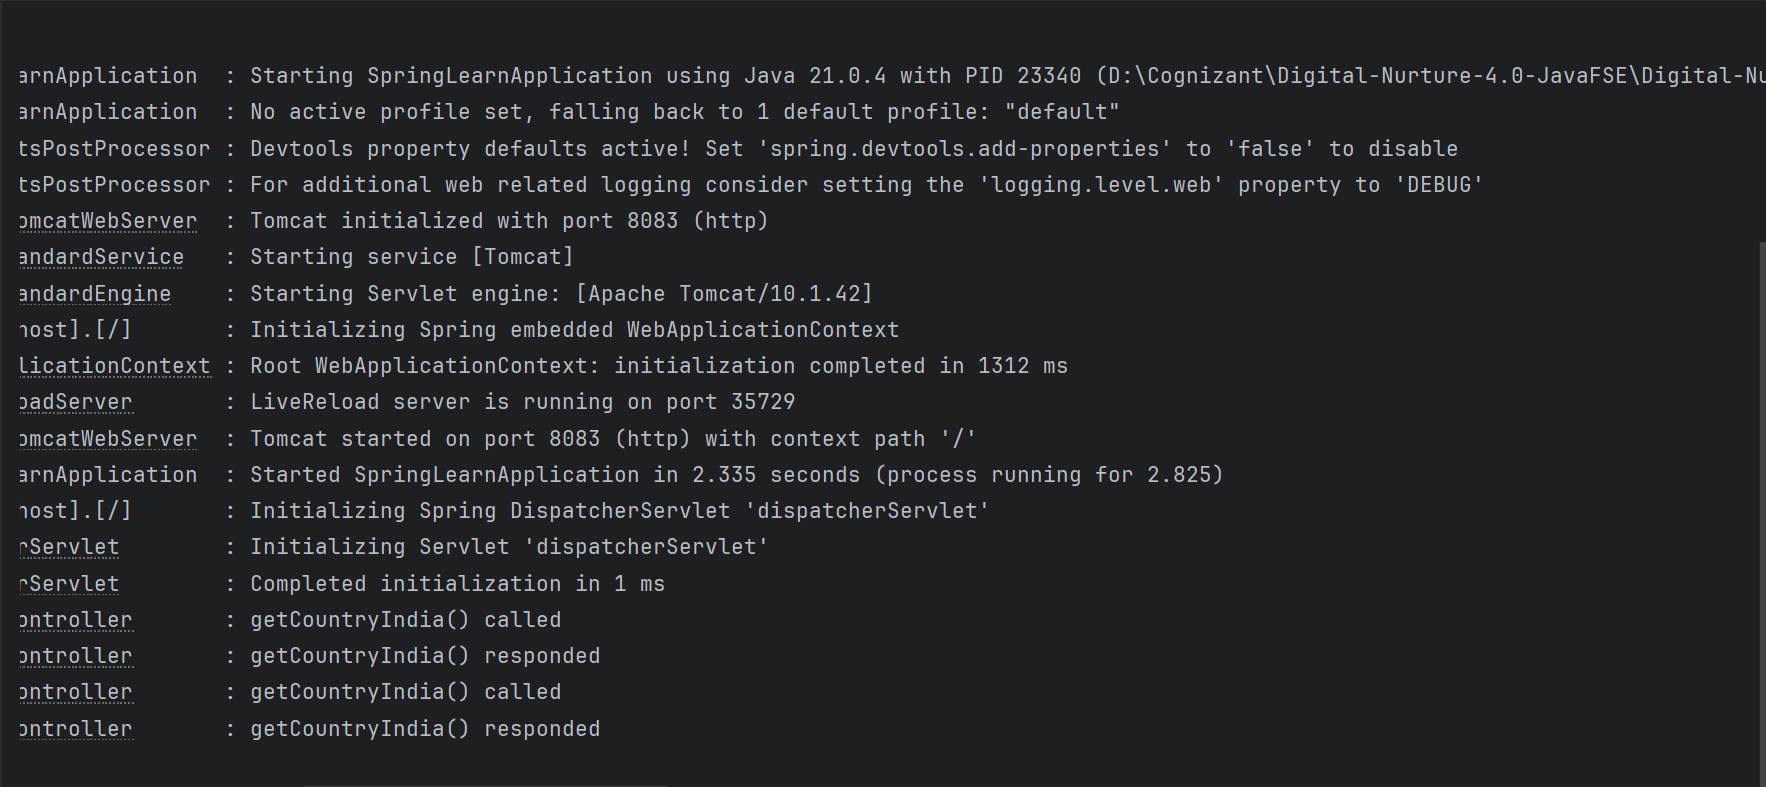 arnApplication : Starting SpringLearnApplication using Java 21.0.4 with PID 23340 (D:\Cognizant\Digital-Nurture-4.0-JavaFSE\Digital-Nu
arnApplication : No active profile set, falling back to 1 default profile: "default"
tsPostProcessor : Devtools property defaults active! Set 'spring.devtools.add-properties' to 'false' to disable
tsPostProcessor : For additional web related logging consider setting the 'logging.level.web' property to 'DEBUG'
omcatWebServer : Tomcat initialized with port 8083 (http)
andardService : Starting service [Tomcat]
andardEngine : Starting Servlet engine: [Apache Tomcat/10.1.42]
host].[/] : Initializing Spring embedded WebApplicationContext
licationContext : Root WebApplicationContext: initialization completed in 1312 ms
oadServer : LiveReload server is running on port 35729
omcatWebServer : Tomcat started on port 8083 (http) with context path '/'
arnApplication : Started SpringLearnApplication in 2.335 seconds (process running for 2.825)
host].[/] : Initializing Spring DispatcherServlet 'dispatcherServlet'
rServlet : Initializing Servlet 'dispatcherServlet'
rServlet : Completed initialization in 1 ms
ontroller : getCountryIndia() called
ontroller : getCountryIndia() responded
ontroller : getCountryIndia() called
ontroller : getCountryIndia() responded